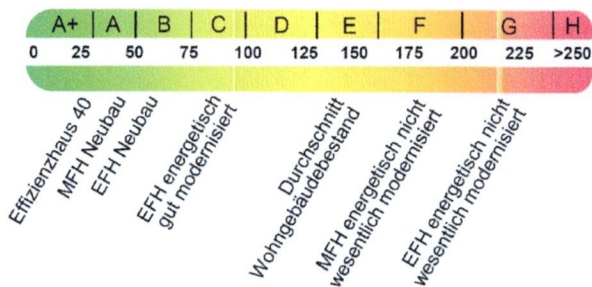 A+ A B C D E F G H
0 25 50 75 100 125 150 175 200 225 >250
Effizienzhaus 40
MFH Neubau
EFH Neubau
EFH energetisch
gut modernisiert
Durchschnitt
Wohngebäudebestand
MFH energetisch nicht
wesentlich modernisiert
EFH energetisch nicht
wesentlich modernisiert